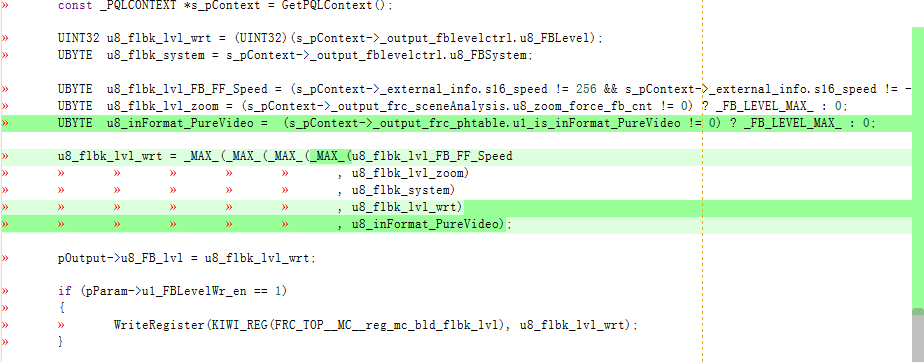 » const _PQLCONTEXT *s_pContext = GetPQLContext();
» UINT32 u8_flbk_lvl_wrt = (UINT32)(s_pContext->_output_fblevelctrl.u8_FBLevel);
» UBYTE u8_flbk_system = s_pContext->_output_fblevelctrl.u8_FBSystem;
» UBYTE u8_flbk_lvl_FB_FF_Speed = (s_pContext->_external_info.s16_speed != 256 && s_pContext->_external_info.s16_speed != -
» UBYTE u8_flbk_lvl_zoom = (s_pContext->_output_frc_sceneAnalysis.u8_zoom_force_fb_cnt != 0) ? _FB_LEVEL_MAX_ : 0;
» UBYTE u8_inFormat_PureVideo = (s_pContext->_output_frc_phtable.u1_is_inFormat_PureVideo != 0) ? _FB_LEVEL_MAX_ : 0;
» u8_flbk_lvl_wrt = _MAX_(_MAX_(_MAX_(_MAX_(u8_flbk_lvl_FB_FF_Speed
» » » » » » , u8_flbk_lvl_zoom)
» » » » » » , u8_flbk_system)
» » » » » » , u8_flbk_lvl_wrt)
» » » » » » , u8_inFormat_PureVideo);
» pOutput->u8_FB_lvl = u8_flbk_lvl_wrt;
» if (pParam->u1_FBLevelWr_en == 1)
» {
» » WriteRegister(KIWI_REG(FRC_TOP__MC__reg_mc_bld_flbk_lvl), u8_flbk_lvl_wrt);
» }